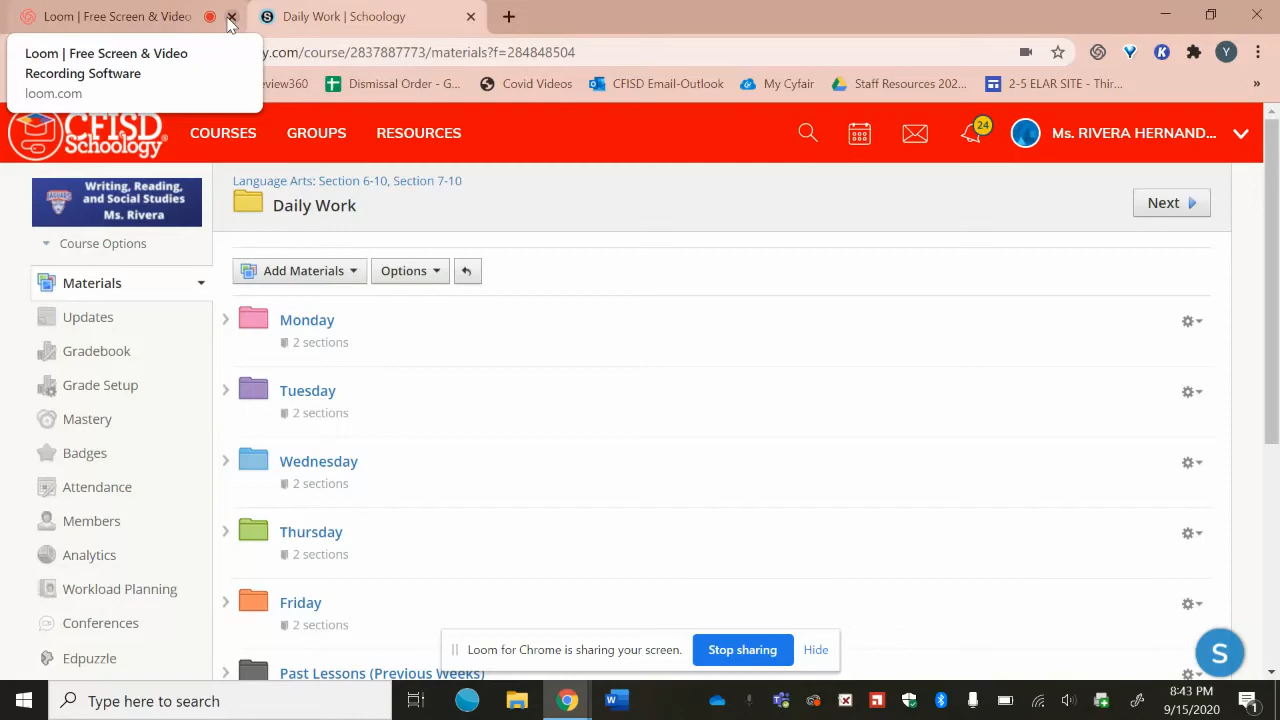 Loom | Free Screen & Video
Daily Work | Schoology
y.com/course/2837887773/materials?f=284848504
Loom | Free Screen & Video
Recording Software
loom.com
view360
Dismissal Order - G...
Covid Videos
CFISD Email-Outlook
My Cyfair
Staff Resources 202...
2-5 ELAR SITE - Thir...
»
CFISD
Schoology
COURSES
GROUPS
RESOURCES
24
Ms. RIVERA HERNAND...
Writing, Reading,
and Social Studies
Ms. Rivera
Course Options
Materials
Updates
Gradebook
Grade Setup
Mastery
Badges
Attendance
Members
Analytics
Workload Planning
Conferences
Edpuzzle
Language Arts: Section 6-10, Section 7-10
Daily Work
Next
Add Materials
Options
Monday
2 sections
Tuesday
2 sections
Wednesday
2 sections
Thursday
2 sections
Friday
2 sections
Past Lessons (Previous Weeks)
Loom for Chrome is sharing your screen.
Stop sharing
Hide
S
Type here to search
8:43 PM
9/15/2020